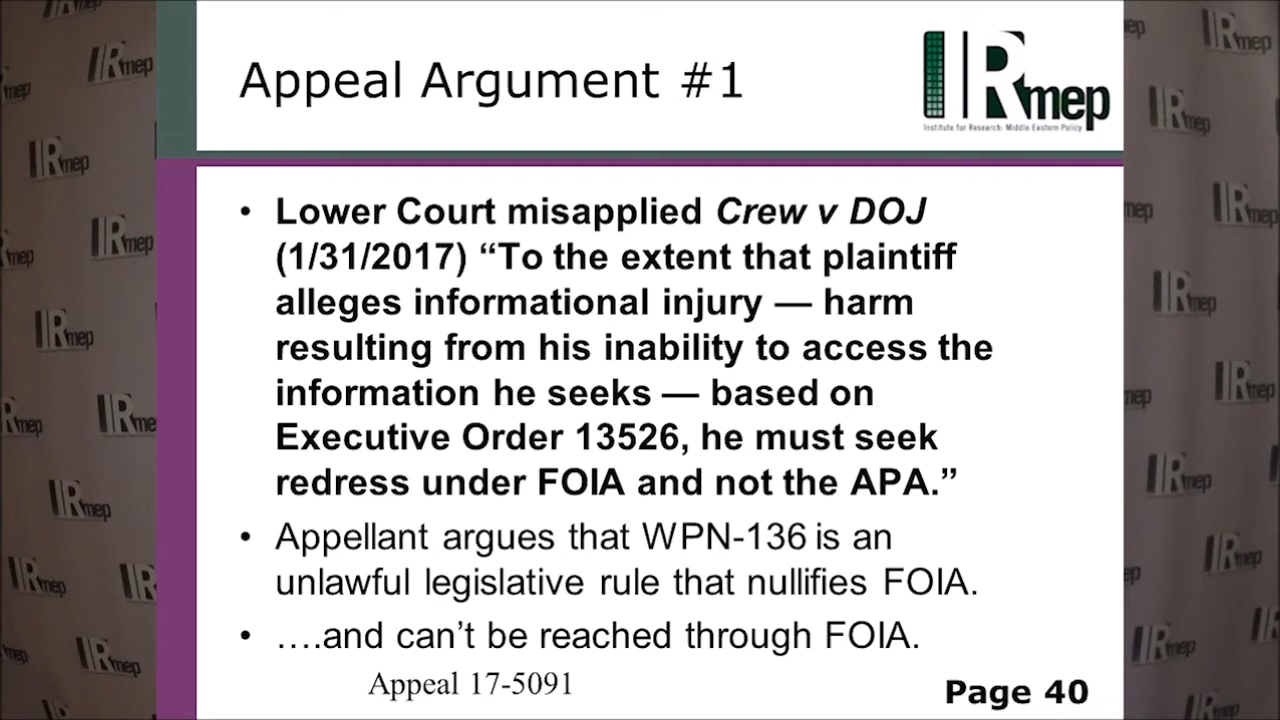 Appeal Argument #1
IRmep
Institute for Research: Middle Eastern Policy
• Lower Court misapplied Crew v DOJ
(1/31/2017) “To the extent that plaintiff
alleges informational injury — harm
resulting from his inability to access the
information he seeks — based on
Executive Order 13526, he must seek
redress under FOIA and not the APA.”
• Appellant argues that WPN-136 is an
unlawful legislative rule that nullifies FOIA.
• ….and can’t be reached through FOIA.
Appeal 17-5091
Page 40